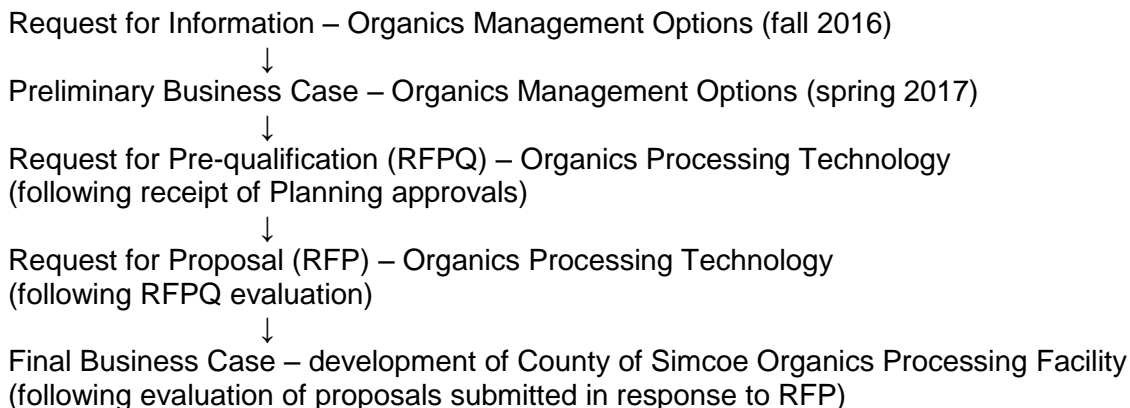 Request for Information – Organics Management Options (fall 2016)
↓
Preliminary Business Case – Organics Management Options (spring 2017)
↓
Request for Pre-qualification (RFPQ) – Organics Processing Technology
(following receipt of Planning approvals)
↓
Request for Proposal (RFP) – Organics Processing Technology
(following RFPQ evaluation)
↓
Final Business Case – development of County of Simcoe Organics Processing Facility
(following evaluation of proposals submitted in response to RFP)